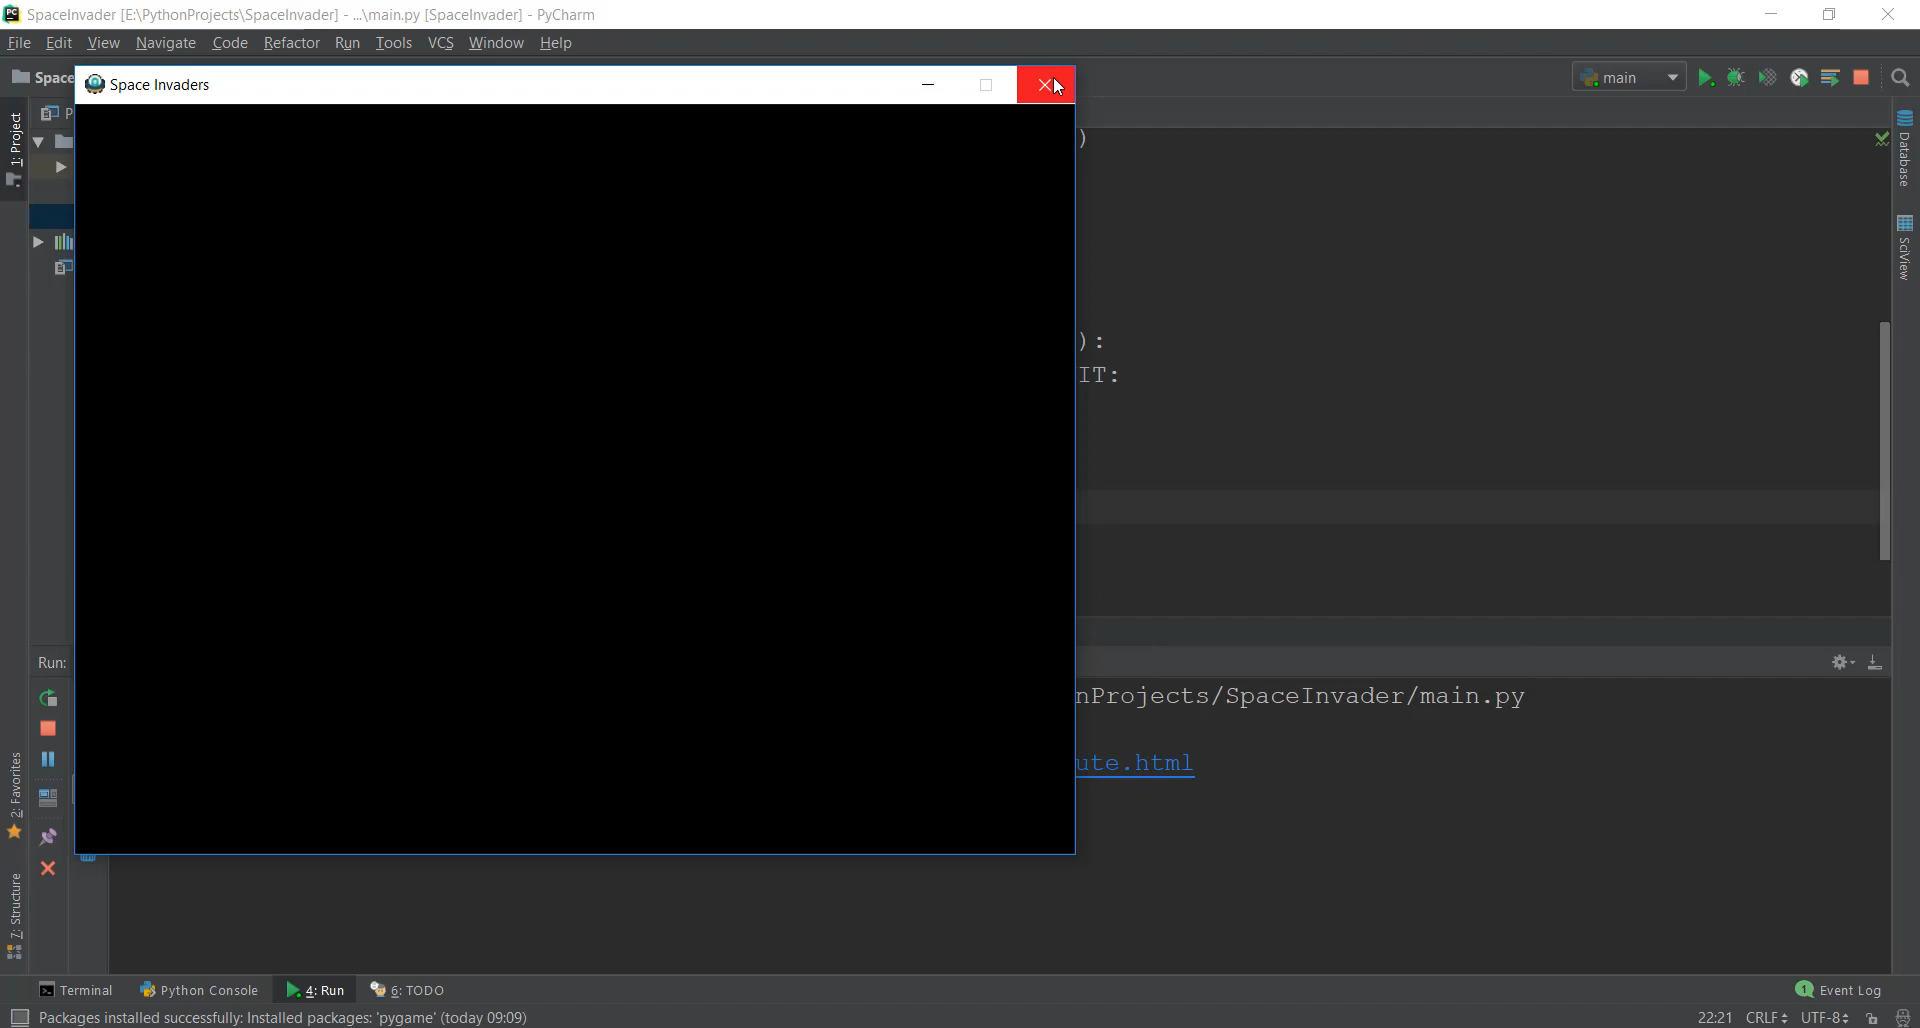 SpaceInvader [E:\PythonProjects\SpaceInvader] - ...\main.py [SpaceInvader] - PyCharm
File Edit View Navigate Code Refactor Run Tools VCS Window Help
Space
main
Space Invaders
P
1: Project
)
Database
SciView
):
IT:
Run:
nProjects/SpaceInvader/main.py
ute.html
2: Favorites
7: Structure
Terminal Python Console 4: Run 6: TODO 1 Event Log
Packages installed successfully: Installed packages: 'pygame' (today 09:09) 22:21 CRLF UTF-8